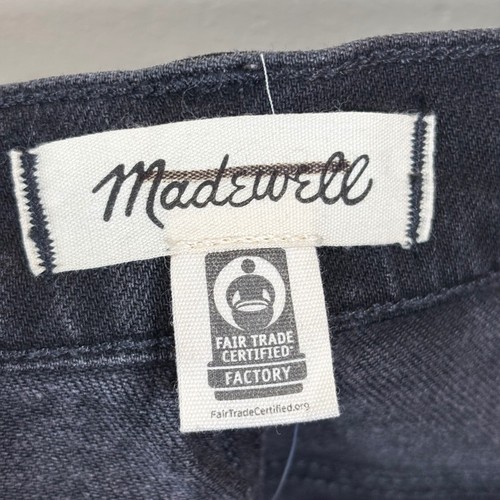 Madewell
FAIR TRADE
CERTIFIED
FACTORY
FairTradeCertified.org